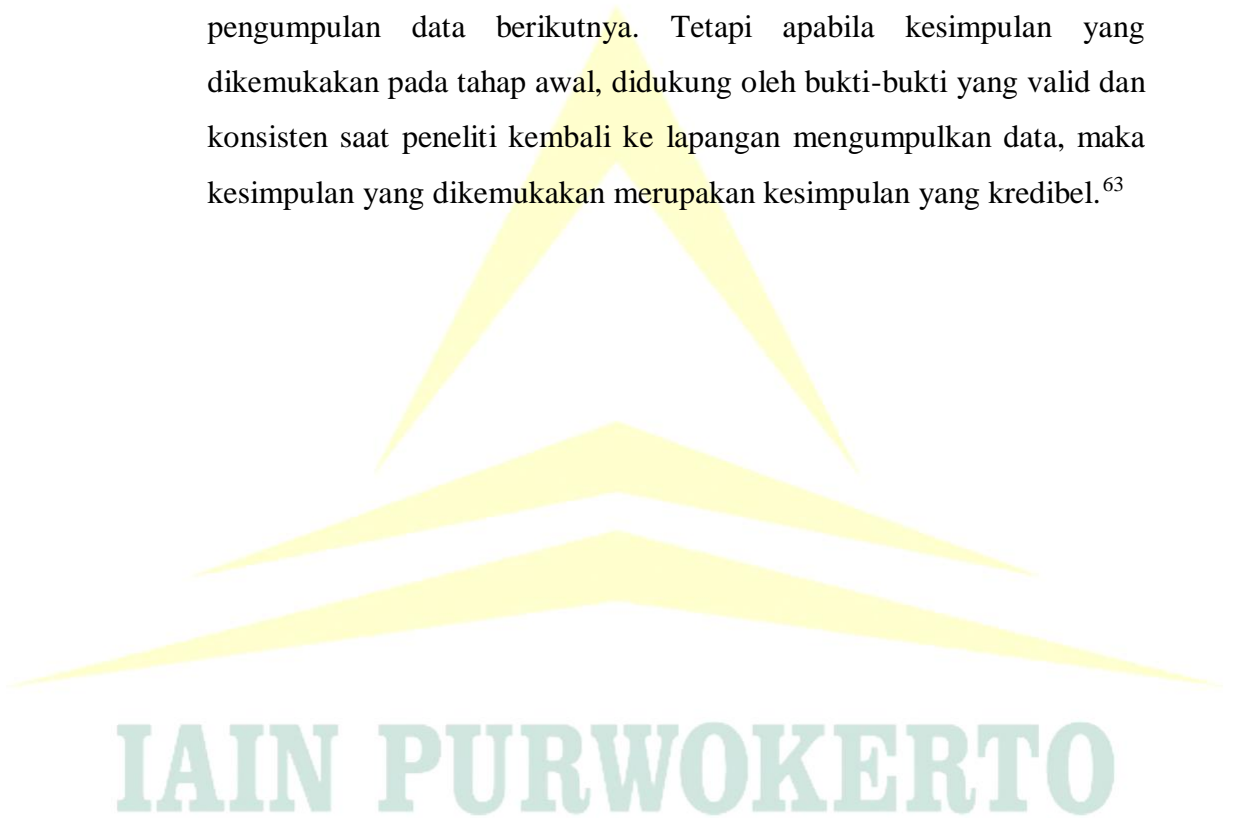 pengumpulan data berikutnya. Tetapi apabila kesimpulan yang
dikemukakan pada tahap awal, didukung oleh bukti-bukti yang valid dan
konsisten saat peneliti kembali ke lapangan mengumpulkan data, maka
kesimpulan yang dikemukakan merupakan kesimpulan yang kredibel.63
IAIN PURWOKERTO